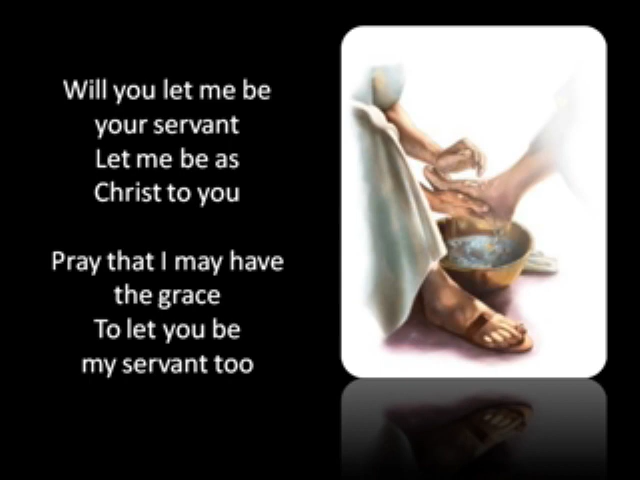 Will you let me be
your servant
Let me be as
Christ to you
Pray that I may have
the grace
To let you be
my servant too